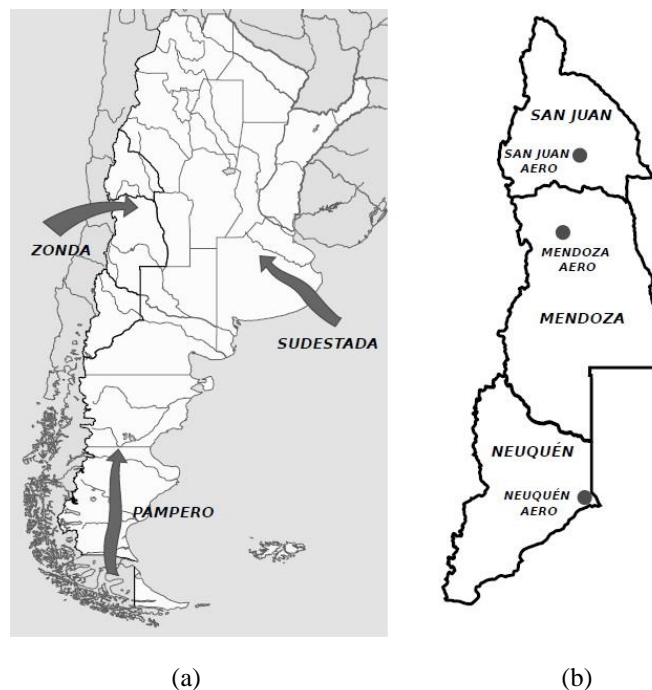 ZONDA
SUDESTADA
PAMPERO
(a)
SAN JUAN
SAN JUAN
AERO
MENDOZA
AERO
MENDOZA
NEUQUÉN
NEUQUÉN
AERO
(b)